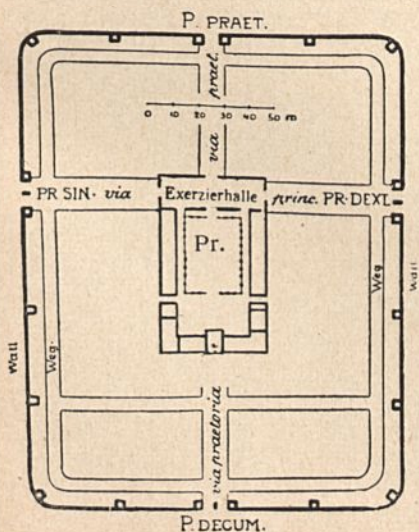 P. PRAET.
via praet.
0 10 20 30 40 50 m
PR SIN. via Exerzierhalle princ. PR. DEXT.
Pr.
Wall Weg. Weg Wall
via praetoria
P. DECUM.